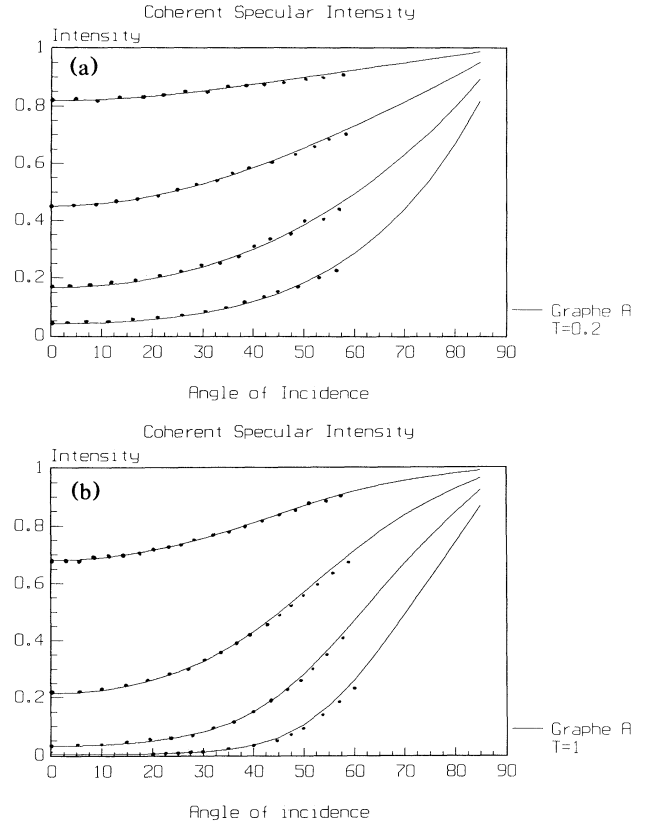 Coherent Specular Intensity
Intensity
(a)
1
0.8
0.6
0.4
0.2
0
0 10 20 30 40 50 60 70 80 90
Graphe A
T=0.2
Angle of Incidence
Coherent Specular Intensity
Intensity
(b)
1
0.8
0.6
0.4
0.2
0
0 10 20 30 40 50 60 70 80 90
Graphe A
T=1
Angle of incidence